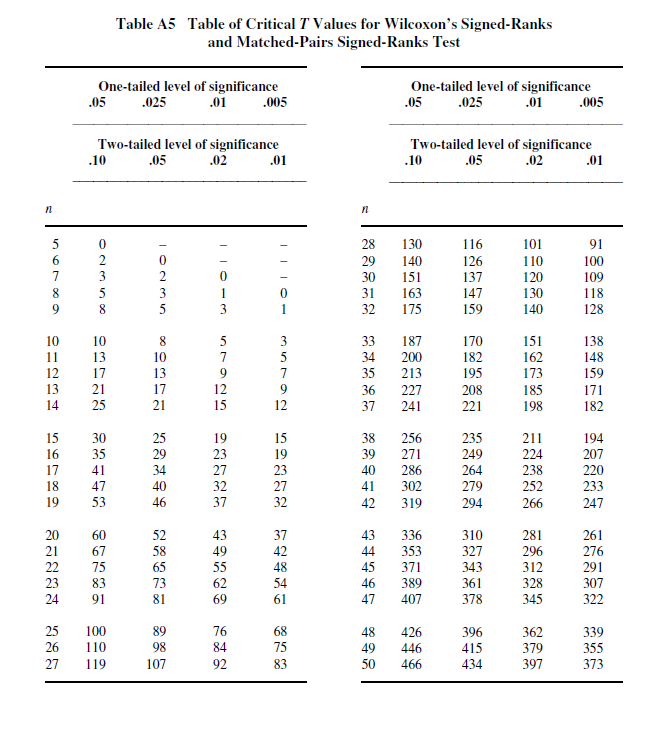 Table A5 Table of Critical T Values for Wilcoxon's Signed-Ranks
and Matched-Pairs Signed-Ranks Test
One-tailed level of significance
.05 .025 .01 .005
Two-tailed level of significance
.10 .05 .02 .01
n
5 0 – – –
6 2 0 – –
7 3 2 0 –
8 5 3 1 0
9 8 5 3 1
10 10 8 5 3
11 13 10 7 5
12 17 13 9 7
13 21 17 12 9
14 25 21 15 12
15 30 25 19 15
16 35 29 23 19
17 41 34 27 23
18 47 40 32 27
19 53 46 37 32
20 60 52 43 37
21 67 58 49 42
22 75 65 55 48
23 83 73 62 54
24 91 81 69 61
25 100 89 76 68
26 110 98 84 75
27 119 107 92 83
One-tailed level of significance
.05 .025 .01 .005
Two-tailed level of significance
.10 .05 .02 .01
n
28 130 116 101 91
29 140 126 110 100
30 151 137 120 109
31 163 147 130 118
32 175 159 140 128
33 187 170 151 138
34 200 182 162 148
35 213 195 173 159
36 227 208 185 171
37 241 221 198 182
38 256 235 211 194
39 271 249 224 207
40 286 264 238 220
41 302 279 252 233
42 319 294 266 247
43 336 310 281 261
44 353 327 296 276
45 371 343 312 291
46 389 361 328 307
47 407 378 345 322
48 426 396 362 339
49 446 415 379 355
50 466 434 397 373